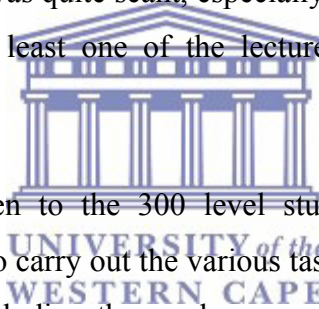 was quite scant, especially
least one of the lecture
en to the 300 level stu
UNIVERSITY of the
o carry out the various tas
WESTERN CAPE